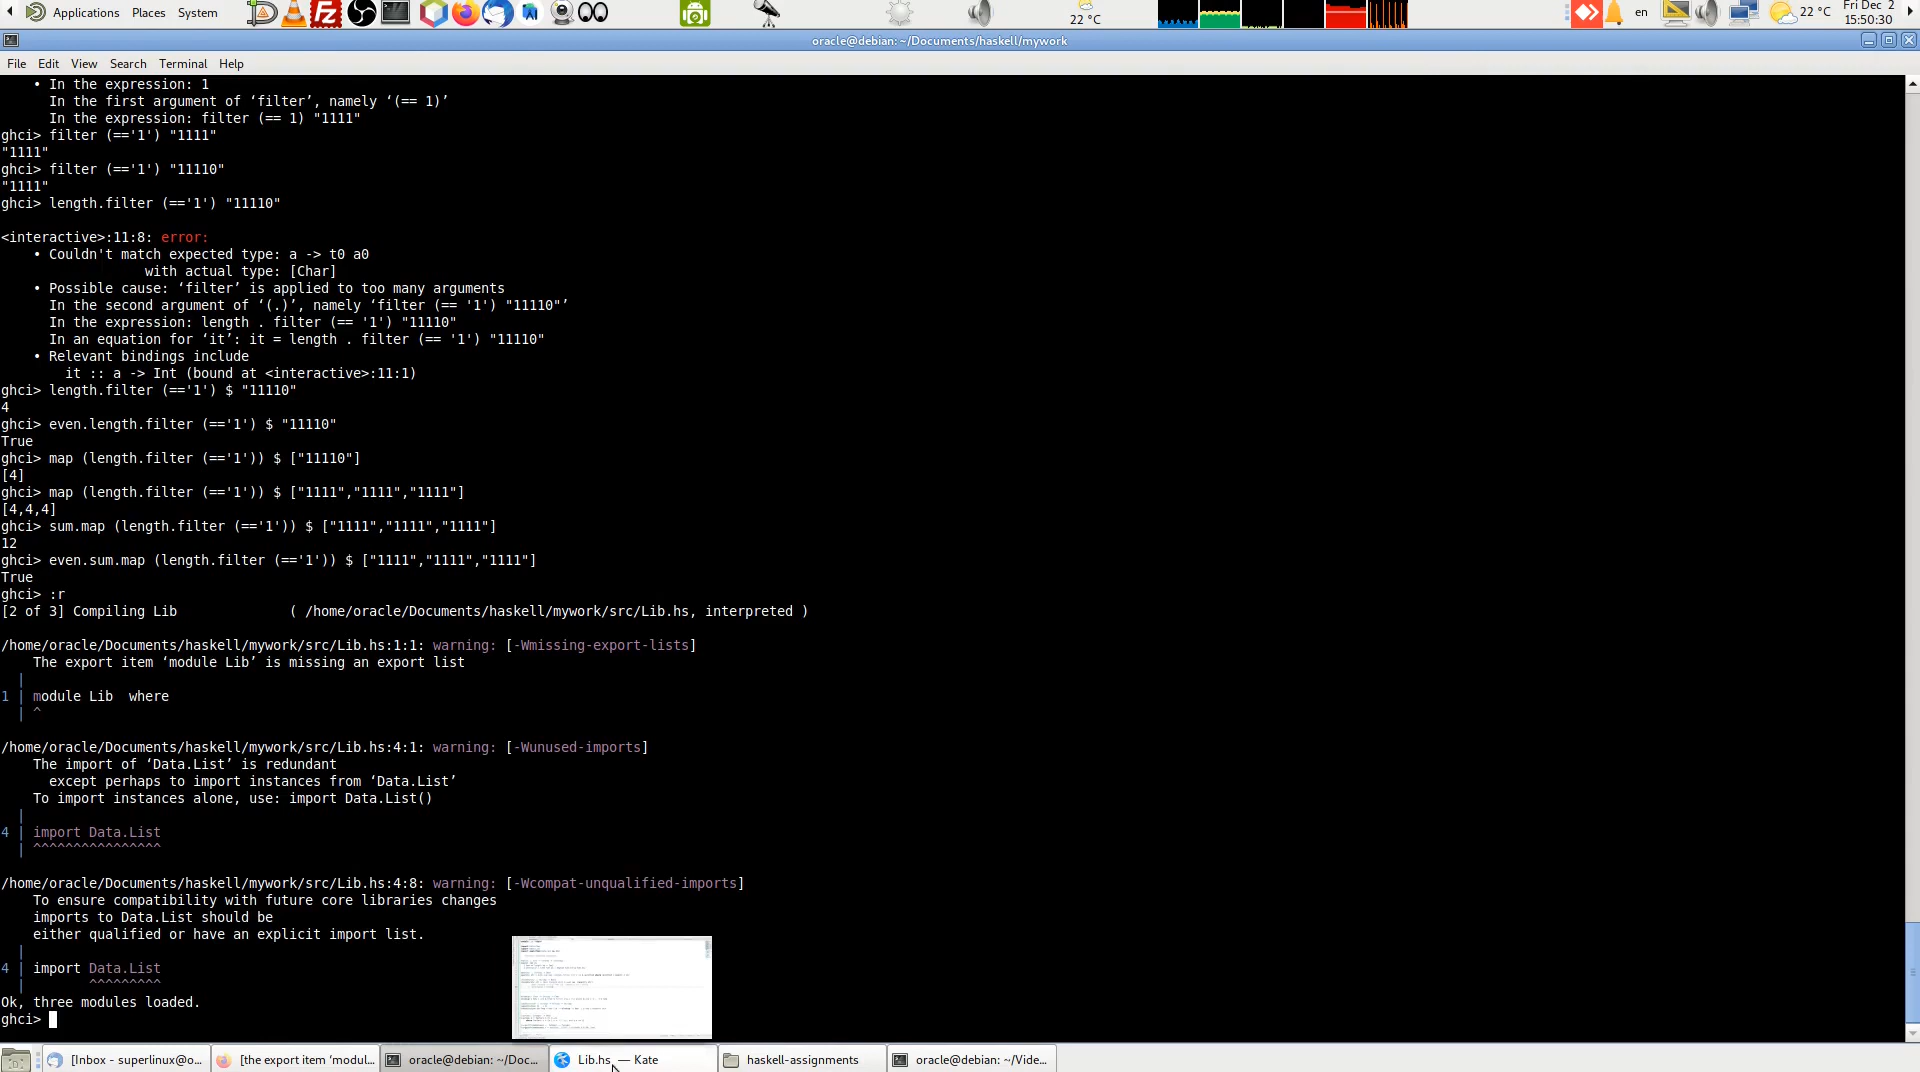 Applications Places System
22 °C
en
22 °C
Fri Dec 2
15:50:30
oracle@debian: ~/Documents/haskell/mywork
File Edit View Search Terminal Help
    • In the expression: 1
      In the first argument of ‘filter’, namely ‘(== 1)’
      In the expression: filter (== 1) "1111"
ghci> filter (=='1') "1111"
"1111"
ghci> filter (=='1') "11110"
"1111"
ghci> length.filter (=='1') "11110"
<interactive>:11:8: error:
    • Couldn't match expected type: a -> t0 a0
                  with actual type: [Char]
    • Possible cause: ‘filter’ is applied to too many arguments
      In the second argument of ‘(.)’, namely ‘filter (== '1') "11110"’
      In the expression: length . filter (== '1') "11110"
      In an equation for ‘it’: it = length . filter (== '1') "11110"
    • Relevant bindings include
        it :: a -> Int (bound at <interactive>:11:1)
ghci> length.filter (=='1') $ "11110"
4
ghci> even.length.filter (=='1') $ "11110"
True
ghci> map (length.filter (=='1')) $ ["11110"]
[4]
ghci> map (length.filter (=='1')) $ ["1111","1111","1111"]
[4,4,4]
ghci> sum.map (length.filter (=='1')) $ ["1111","1111","1111"]
12
ghci> even.sum.map (length.filter (=='1')) $ ["1111","1111","1111"]
True
ghci> :r
[2 of 3] Compiling Lib              ( /home/oracle/Documents/haskell/mywork/src/Lib.hs, interpreted )
/home/oracle/Documents/haskell/mywork/src/Lib.hs:1:1: warning: [-Wmissing-export-lists]
    The export item ‘module Lib’ is missing an export list
  |
1 | module Lib  where
  | ^
/home/oracle/Documents/haskell/mywork/src/Lib.hs:4:1: warning: [-Wunused-imports]
    The import of ‘Data.List’ is redundant
      except perhaps to import instances from ‘Data.List’
    To import instances alone, use: import Data.List()
  |
4 | import Data.List
  | ^^^^^^^^^^^^^^^^
/home/oracle/Documents/haskell/mywork/src/Lib.hs:4:8: warning: [-Wcompat-unqualified-imports]
    To ensure compatibility with future core libraries changes
    imports to Data.List should be
    either qualified or have an explicit import list.
  |
4 | import Data.List
  |        ^^^^^^^^^
Ok, three modules loaded.
ghci>
[Inbox - superlinux@o...
[the export item ‘modul...
oracle@debian: ~/Doc...
Lib.hs — Kate
haskell-assignments
oracle@debian: ~/Vide...